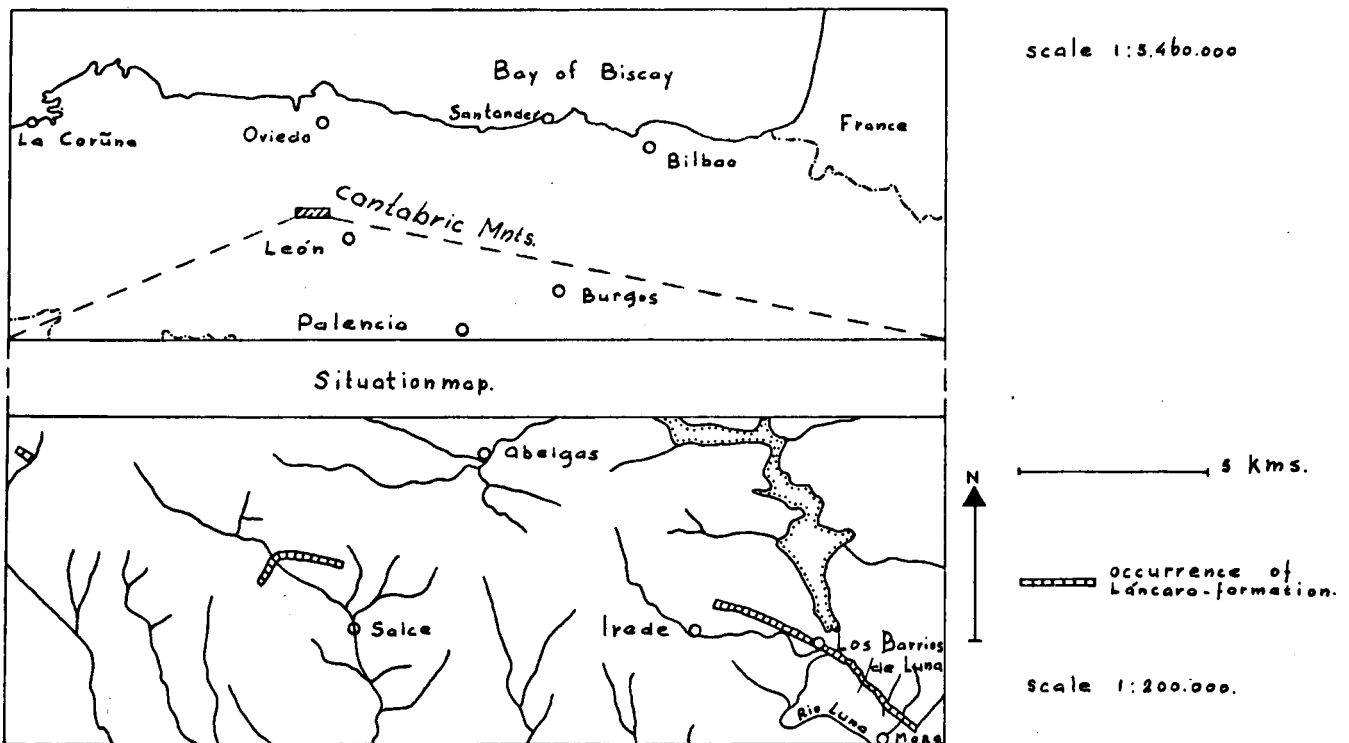 scale 1:5.460.000
Bay of Biscay
Santander
La Coruña
Oviedo
France
Bilbao
Cantabric Mnts.
León
Burgos
Palencia
Situationmap.
Abelgas
N
5 kms.
occurrence of
Láncara-formation.
Salce
Irede
Los Barrios
de Luna
scale 1:200.000.
Rio Luna
Mora